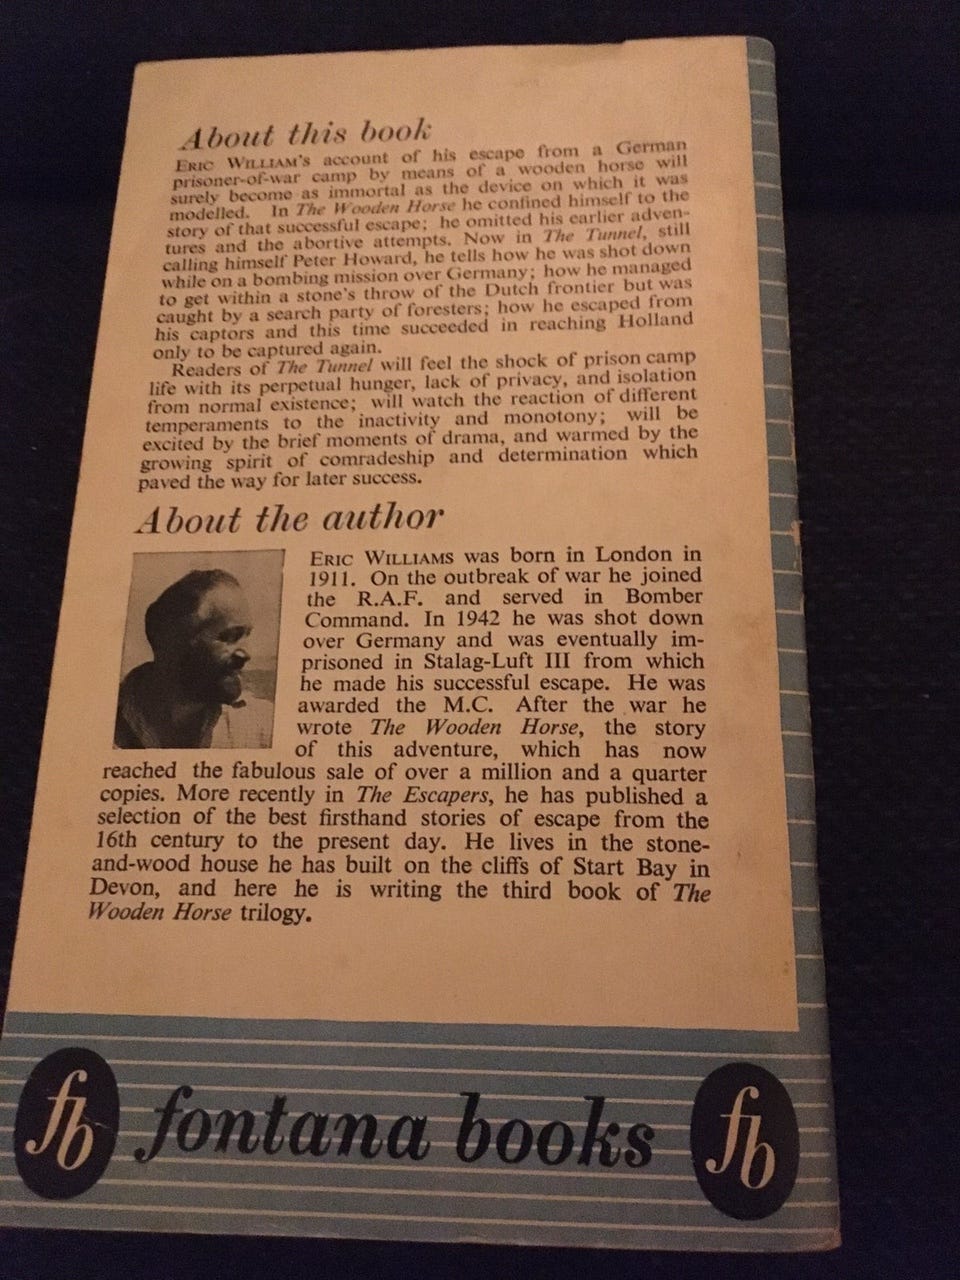 About this book
ERIC WILLIAM'S account of his escape from a German
prisoner-of-war camp by means of a wooden horse will
surely become as immortal as the device on which it was
modelled. In The Wooden Horse he confined himself to the
story of that successful escape; he omitted his earlier adven-
tures and the abortive attempts. Now in The Tunnel, still
calling himself Peter Howard, he tells how he was shot down
while on a bombing mission over Germany; how he managed
to get within a stone's throw of the Dutch frontier but was
caught by a search party of foresters; how he escaped from
his captors and this time succeeded in reaching Holland
only to be captured again.
Readers of The Tunnel will feel the shock of prison camp
life with its perpetual hunger, lack of privacy, and isolation
from normal existence; will watch the reaction of different
temperaments to the inactivity and monotony; will be
excited by the brief moments of drama, and warmed by the
growing spirit of comradeship and determination which
paved the way for later success.
About the author
ERIC WILLIAMS was born in London in
1911. On the outbreak of war he joined
the R.A.F. and served in Bomber
Command. In 1942 he was shot down
over Germany and was eventually im-
prisoned in Stalag-Luft III from which
he made his successful escape. He was
awarded the M.C. After the war he
wrote The Wooden Horse, the story
of this adventure, which has now
reached the fabulous sale of over a million and a quarter
copies. More recently in The Escapers, he has published a
selection of the best firsthand stories of escape from the
16th century to the present day. He lives in the stone-
and-wood house he has built on the cliffs of Start Bay in
Devon, and here he is writing the third book of The
Wooden Horse trilogy.
fb fontana books fb